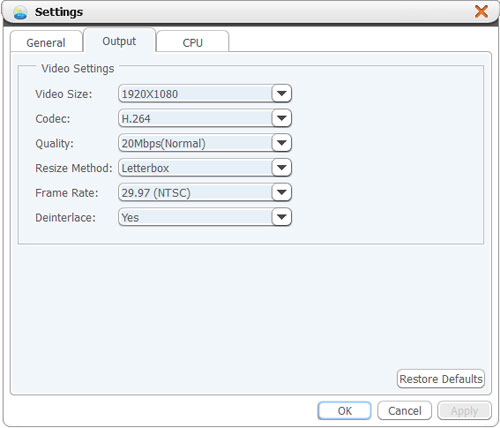 Settings
General Output CPU
Video Settings
Video Size: 1920X1080
Codec: H.264
Quality: 20Mbps(Normal)
Resize Method: Letterbox
Frame Rate: 29.97 (NTSC)
Deinterlace: Yes
Restore Defaults
OK Cancel Apply